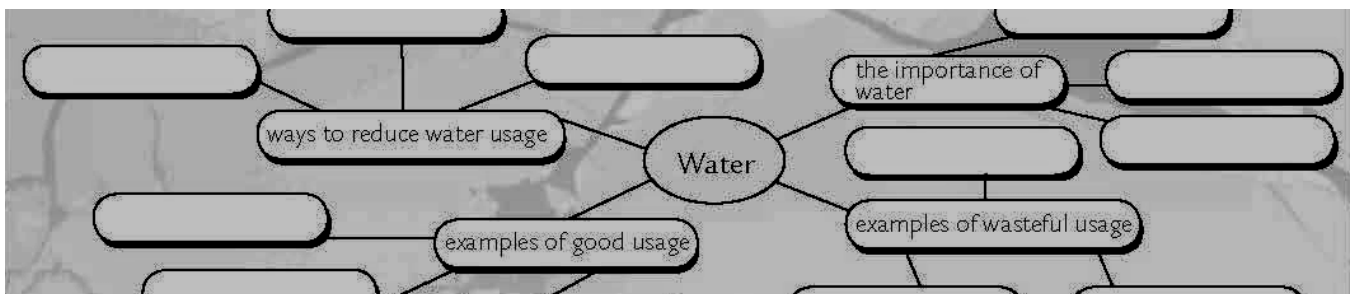 the importance of
water
ways to reduce water usage
Water
examples of wasteful usage
examples of good usage